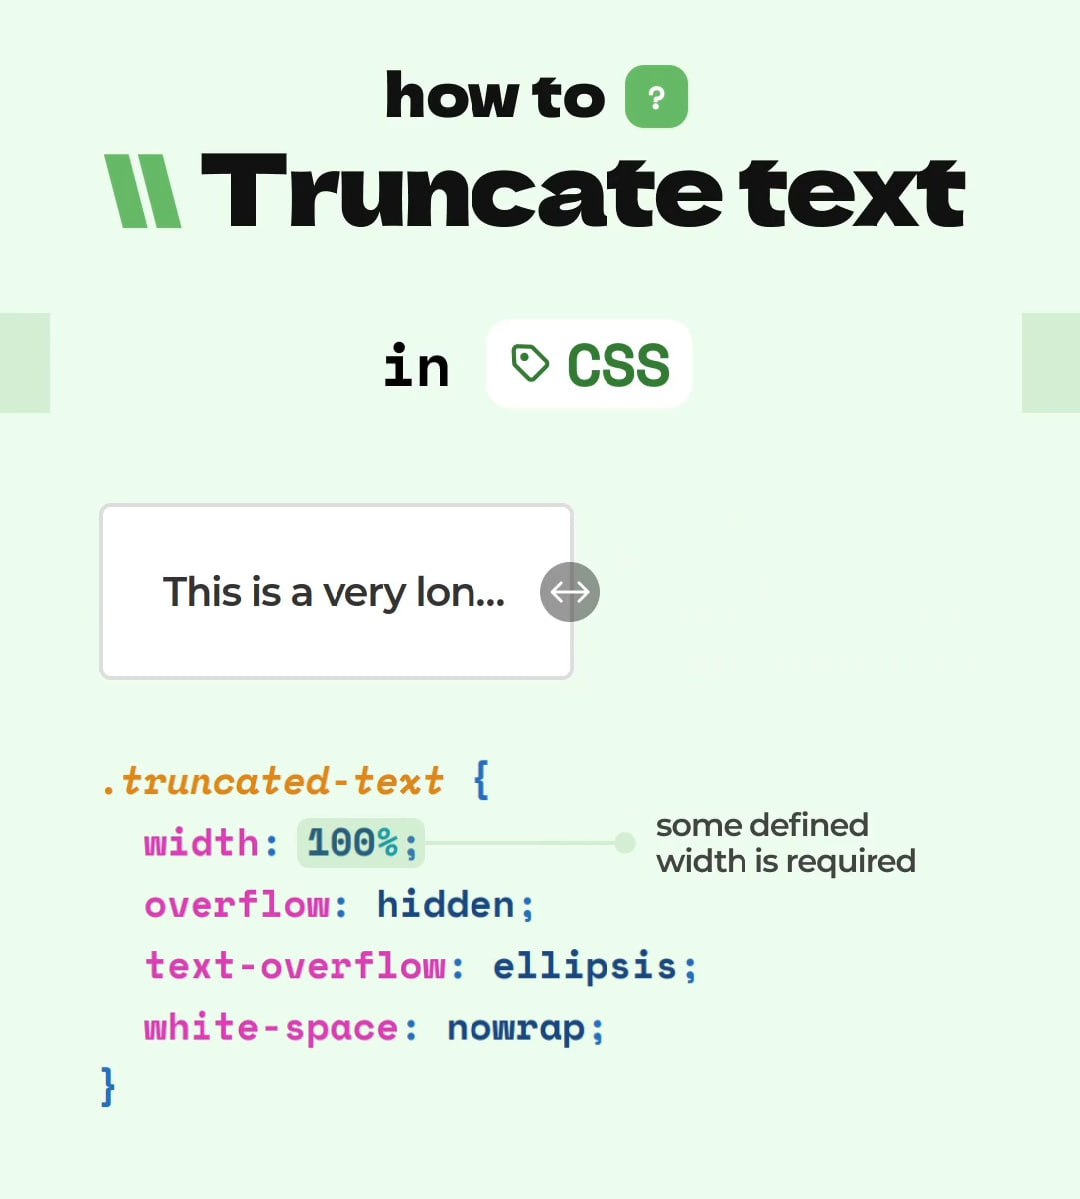 how to ?
\\ Truncate text
in CSS
This is a very lon...
.truncated-text {
width: 100%;
some defined
width is required
overflow: hidden;
text-overflow: ellipsis;
white-space: nowrap;
}